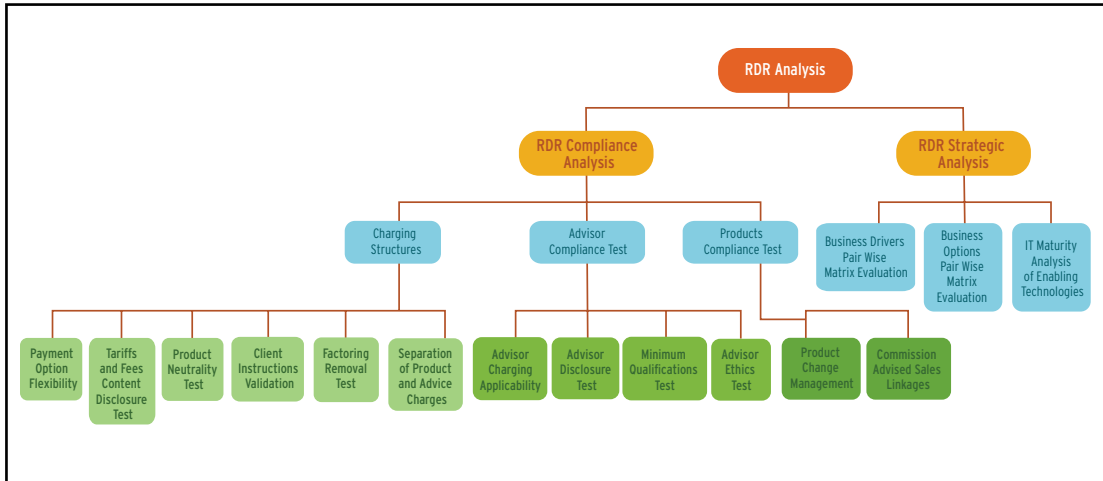 RDR Analysis
RDR Compliance
Analysis
RDR Strategic
Analysis
Charging
Structures
Advisor
Compliance Test
Products
Compliance Test
Business Drivers
Pair Wise
Matrix Evaluation
Business
Options
Pair Wise
Matrix
Evaluation
IT Maturity
Analysis
of Enabling
Technologies
Payment
Option
Flexibility
Tariffs
and Fees
Content
Disclosure
Test
Product
Neutrality
Test
Client
Instructions
Validation
Factoring
Removal
Test
Separation
of Product
and Advice
Charges
Advisor
Charging
Applicability
Advisor
Disclosure
Test
Minimum
Qualifications
Test
Advisor
Ethics
Test
Product
Change
Management
Commission
Advised Sales
Linkages